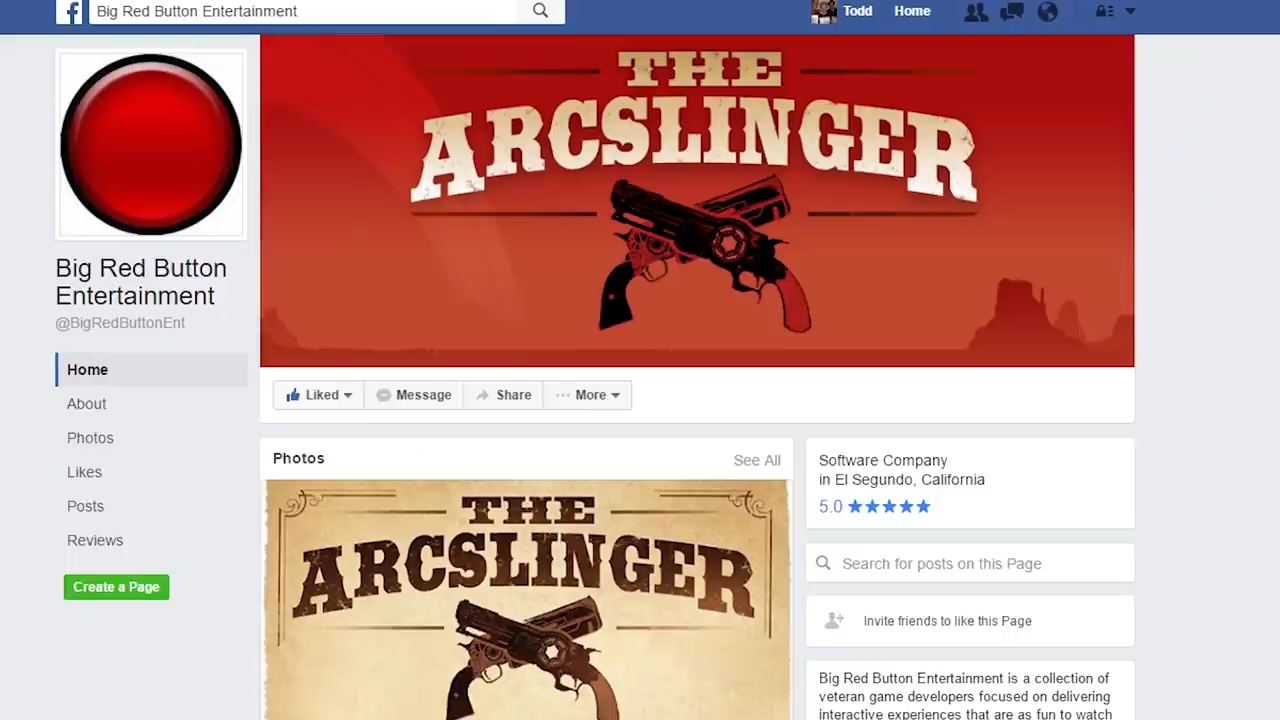 Big Red Button Entertainment
Todd
Home
THE
ARCSLINGER
Big Red Button
Entertainment
@BigRedButtonEnt
Home
About
Photos
Likes
Posts
Reviews
Create a Page
Liked
Message
Share
More
Photos
See All
THE
ARCSLINGER
Software Company
in El Segundo, California
5.0
Search for posts on this Page
Invite friends to like this Page
Big Red Button Entertainment is a collection of
veteran game developers focused on delivering
interactive experiences that are as fun to watch